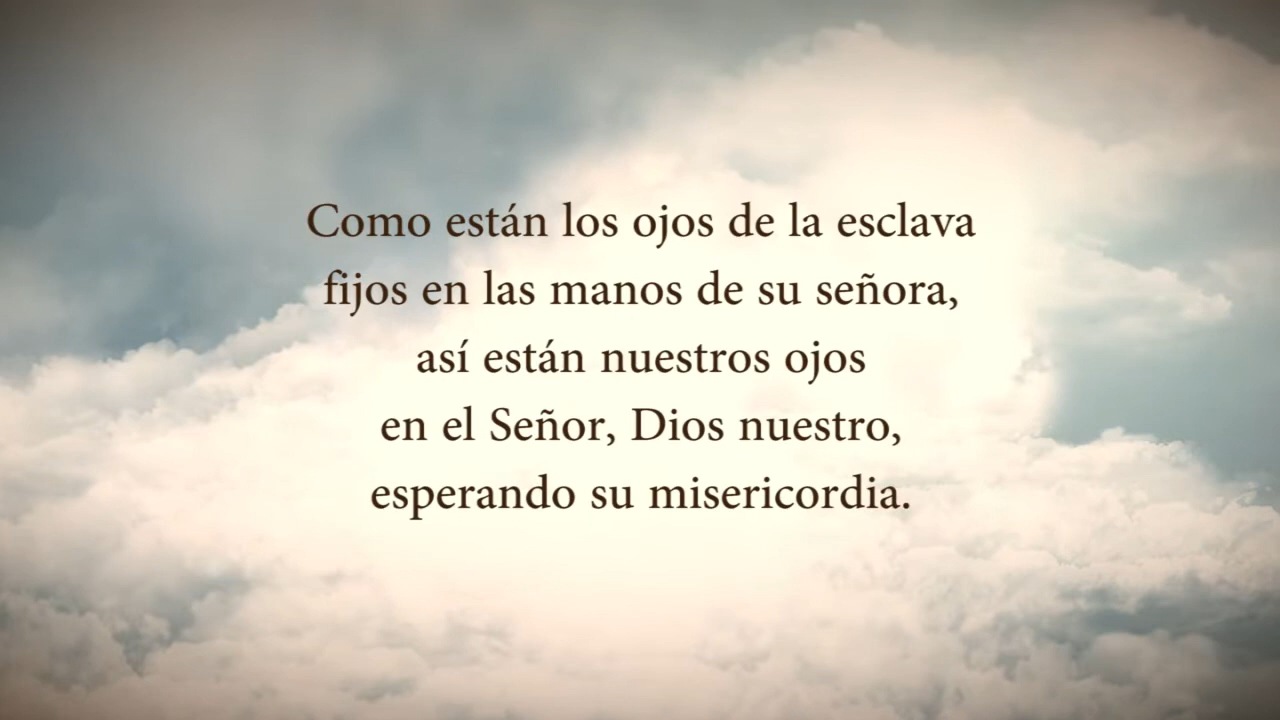 Como están los ojos de la esclava
fijos en las manos de su señora,
así están nuestros ojos
en el Señor, Dios nuestro,
esperando su misericordia.